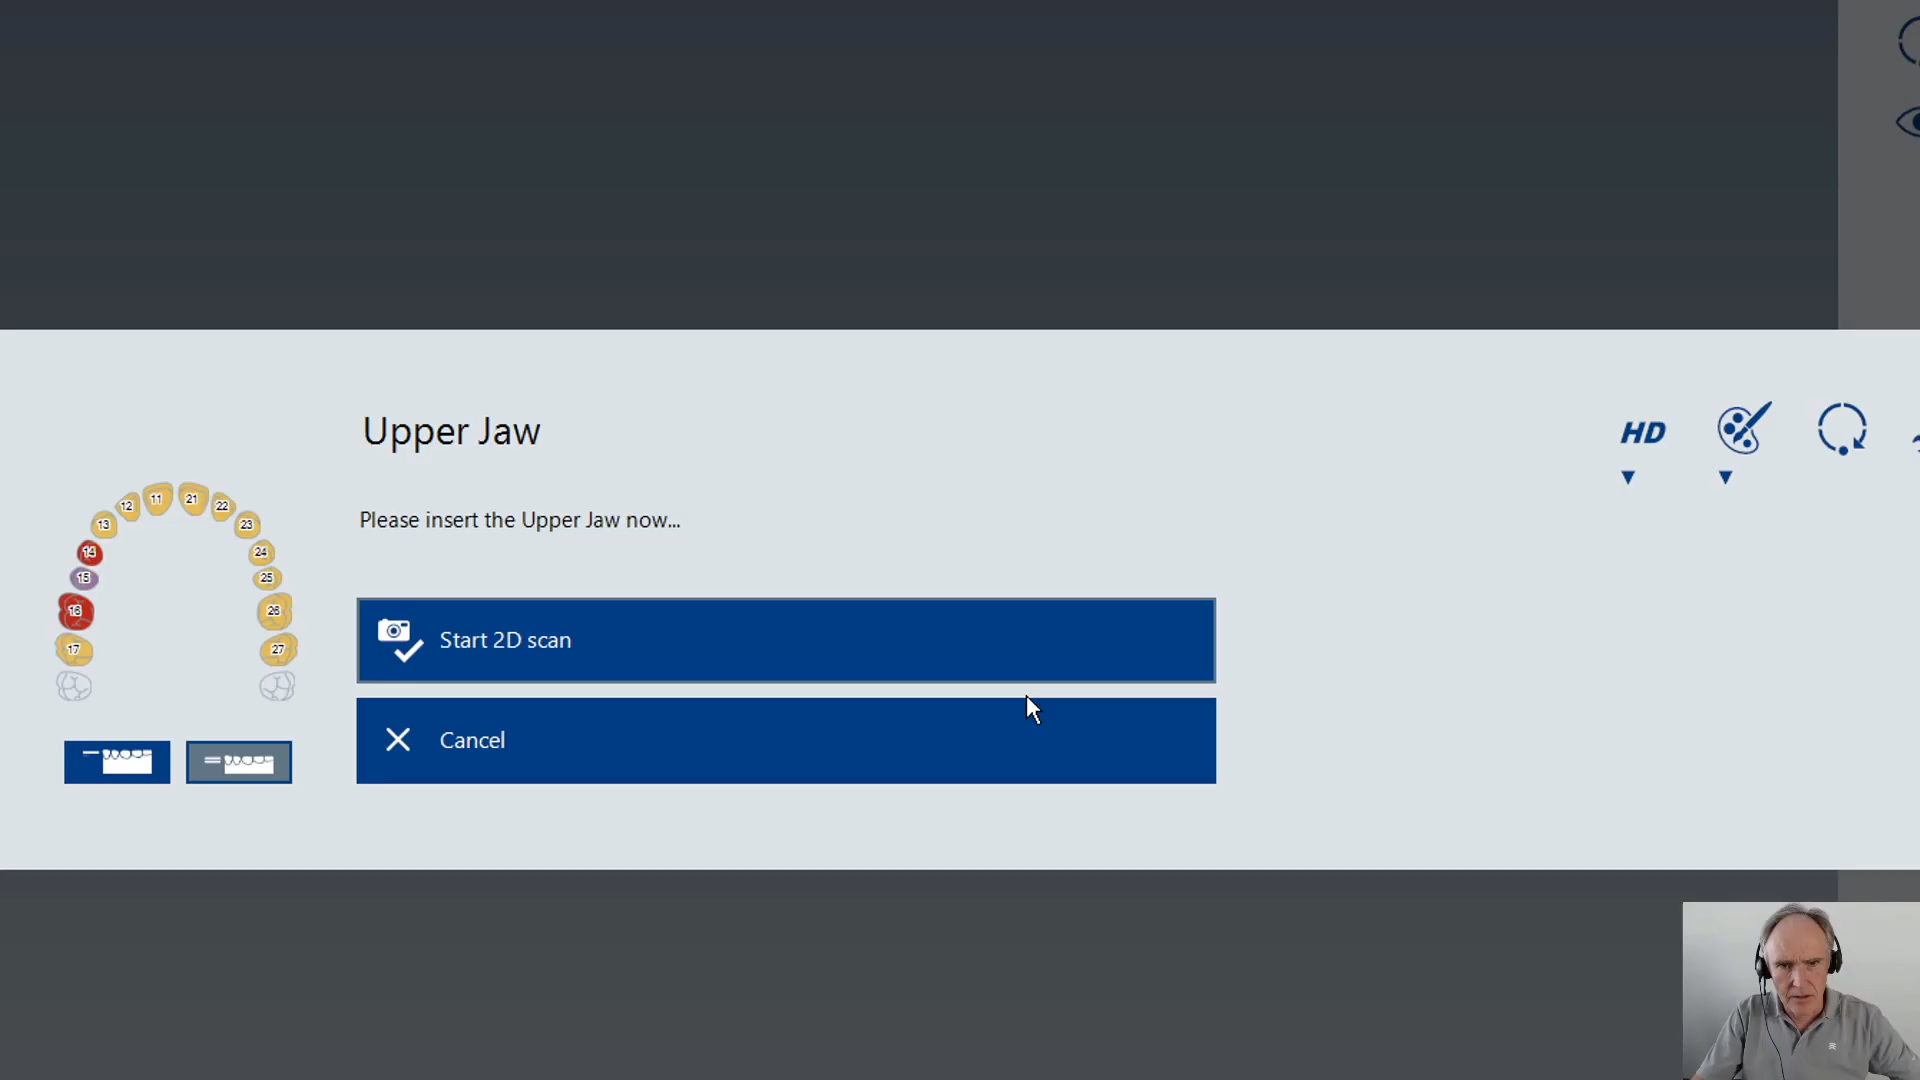 Upper Jaw
HD
Please insert the Upper Jaw now...
11 21
12 22
13 23
14 24
15 25
16 26
17 27
Start 2D scan
Cancel